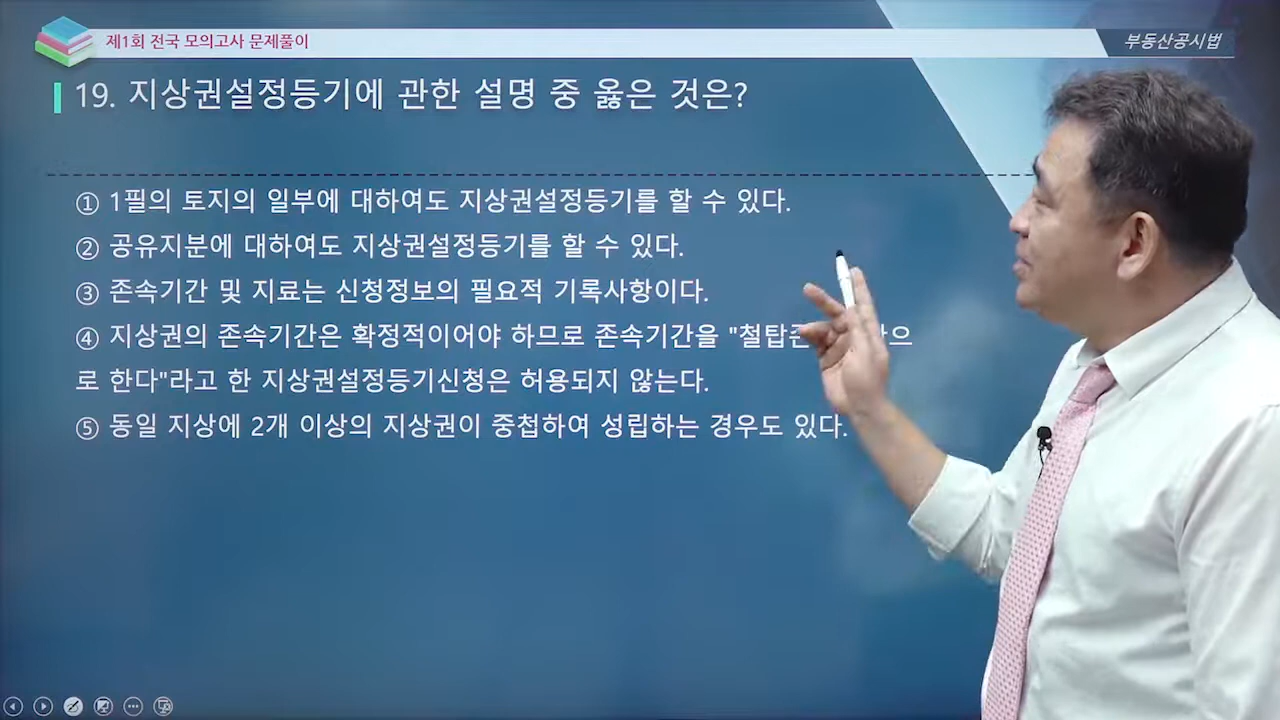 제1회 전국 모의고사 문제풀이
부동산공시법
19. 지상권설정등기에 관한 설명 중 옳은 것은?
① 1필의 토지의 일부에 대하여도 지상권설정등기를 할 수 있다.
② 공유지분에 대하여도 지상권설정등기를 할 수 있다.
③ 존속기간 및 지료는 신청정보의 필요적 기록사항이다.
④ 지상권의 존속기간은 확정적이어야 하므로 존속기간을 "철탑존
로 한다"라고 한 지상권설정등기신청은 허용되지 않는다.
⑤ 동일 지상에 2개 이상의 지상권이 중첩하여 성립하는 경우도 있다.